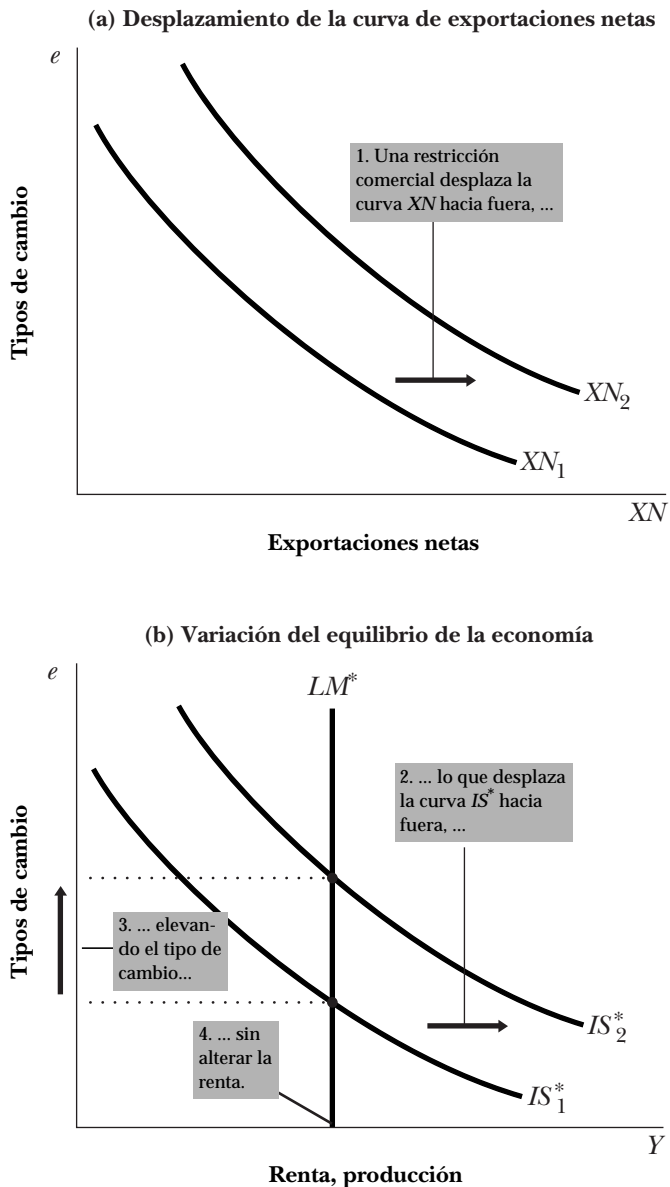 (a) Desplazamiento de la curva de exportaciones netas
e
Tipos de cambio
1. Una restricción
comercial desplaza la
curva XN hacia fuera, ...
XN₂
XN₁
XN
Exportaciones netas
(b) Variación del equilibrio de la economía
e
LM*
Tipos de cambio
2. ... lo que desplaza
la curva IS* hacia
fuera, ...
3. ... elevan-
do el tipo de
cambio...
4. ... sin
alterar la
renta.
IS*₂
IS*₁
Y
Renta, producción